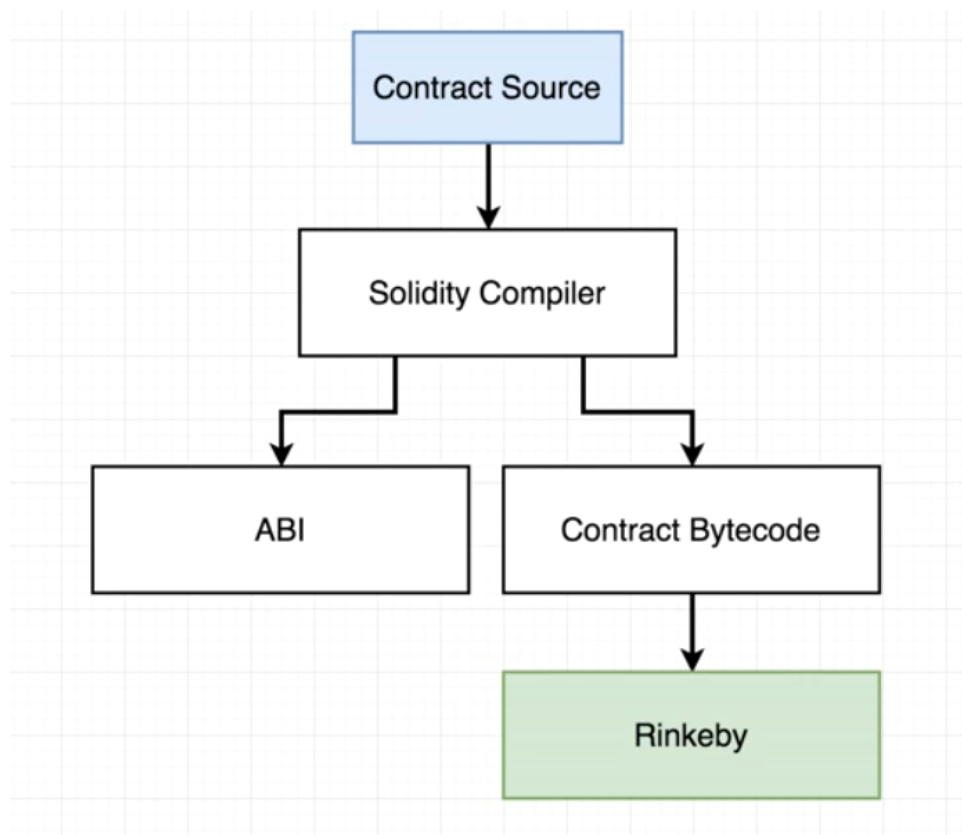 Contract Source
Solidity Compiler
ABI
Contract Bytecode
Rinkeby